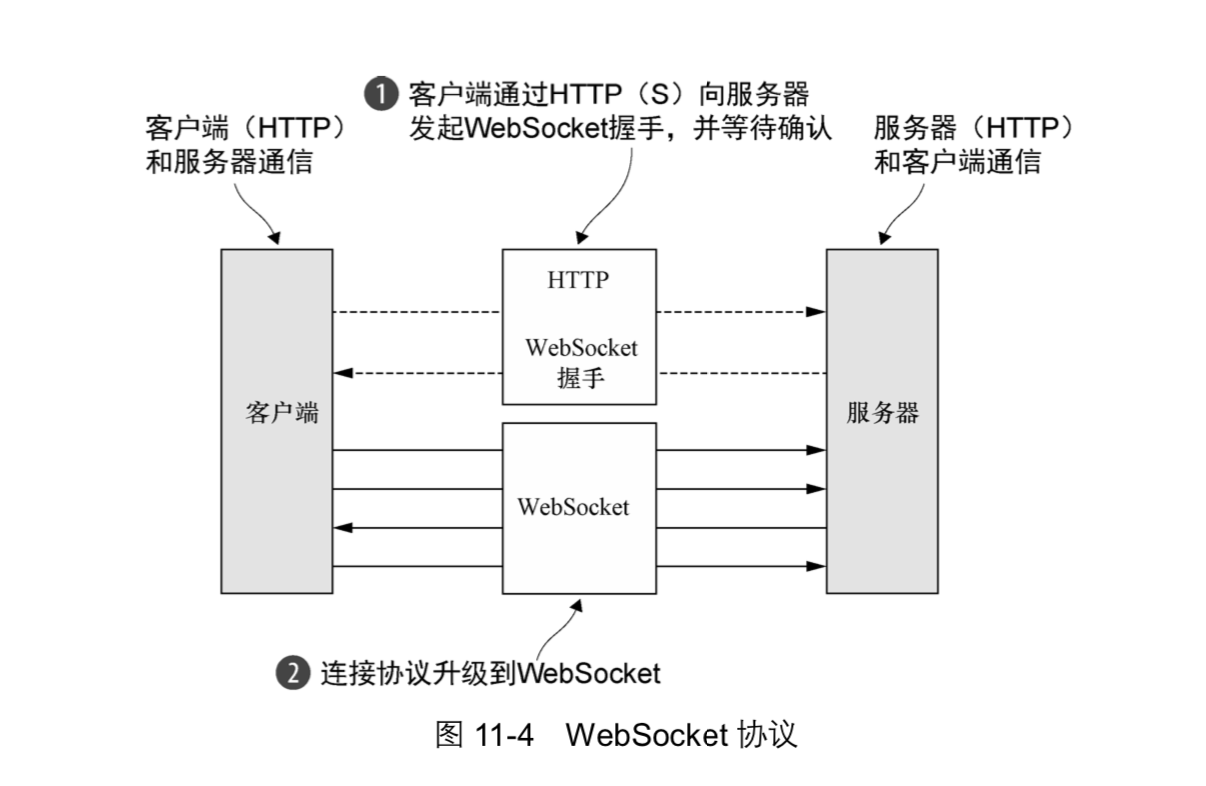 ❶ 客户端通过HTTP（S）向服务器
发起WebSocket握手，并等待确认
客户端（HTTP）
和服务器通信
服务器（HTTP）
和客户端通信
HTTP
WebSocket
握手
客户端
服务器
WebSocket
❷ 连接协议升级到WebSocket
图 11-4　WebSocket 协议